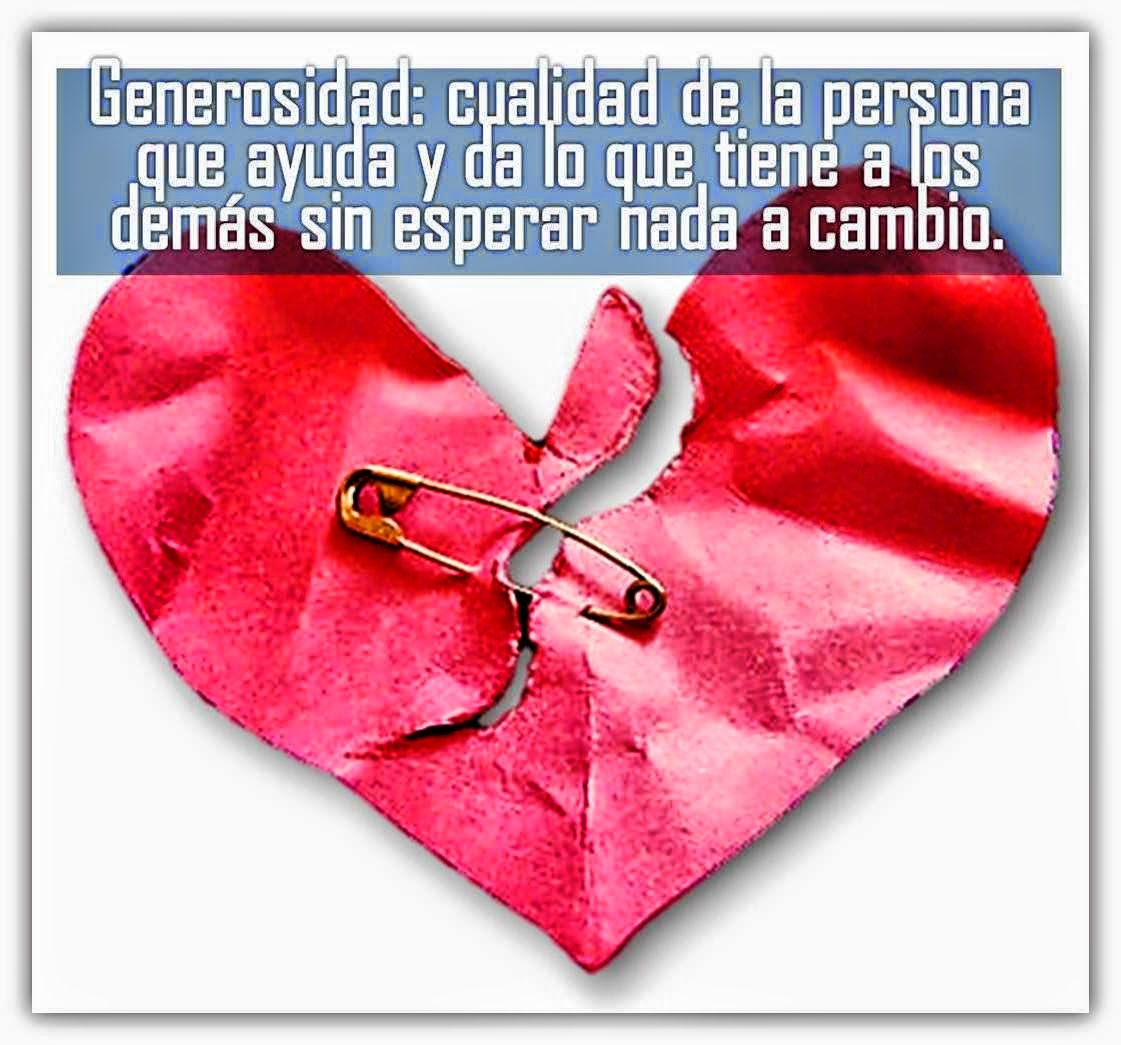 Generosidad: cualidad de la persona
que ayuda y da lo que tiene a los
demás sin esperar nada a cambio.